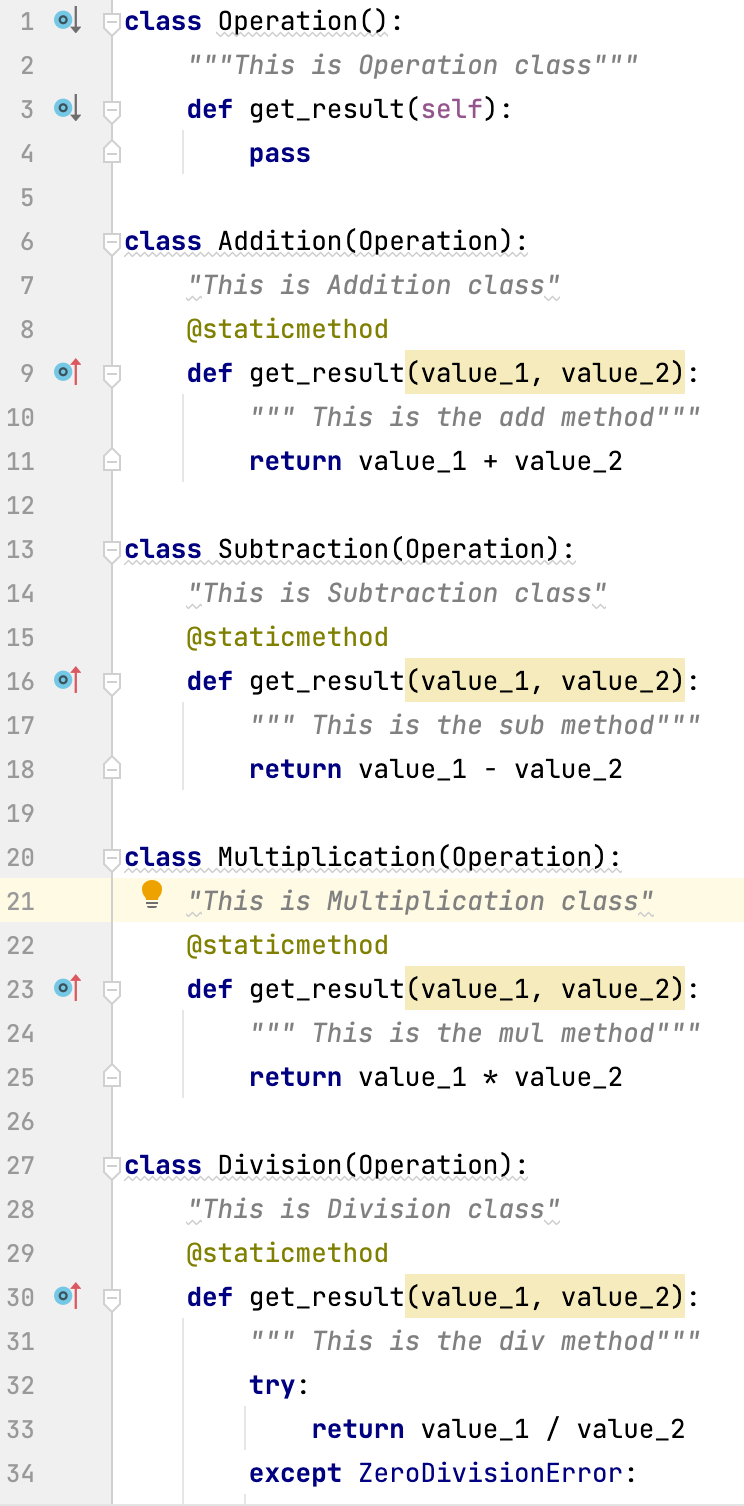 1 class Operation():
2     """This is Operation class"""
3     def get_result(self):
4         pass
5
6 class Addition(Operation):
7     "This is Addition class"
8     @staticmethod
9     def get_result(value_1, value_2):
10         """ This is the add method"""
11         return value_1 + value_2
12
13 class Subtraction(Operation):
14     "This is Subtraction class"
15     @staticmethod
16     def get_result(value_1, value_2):
17         """ This is the sub method"""
18         return value_1 - value_2
19
20 class Multiplication(Operation):
21     "This is Multiplication class"
22     @staticmethod
23     def get_result(value_1, value_2):
24         """ This is the mul method"""
25         return value_1 * value_2
26
27 class Division(Operation):
28     "This is Division class"
29     @staticmethod
30     def get_result(value_1, value_2):
31         """ This is the div method"""
32         try:
33             return value_1 / value_2
34         except ZeroDivisionError: